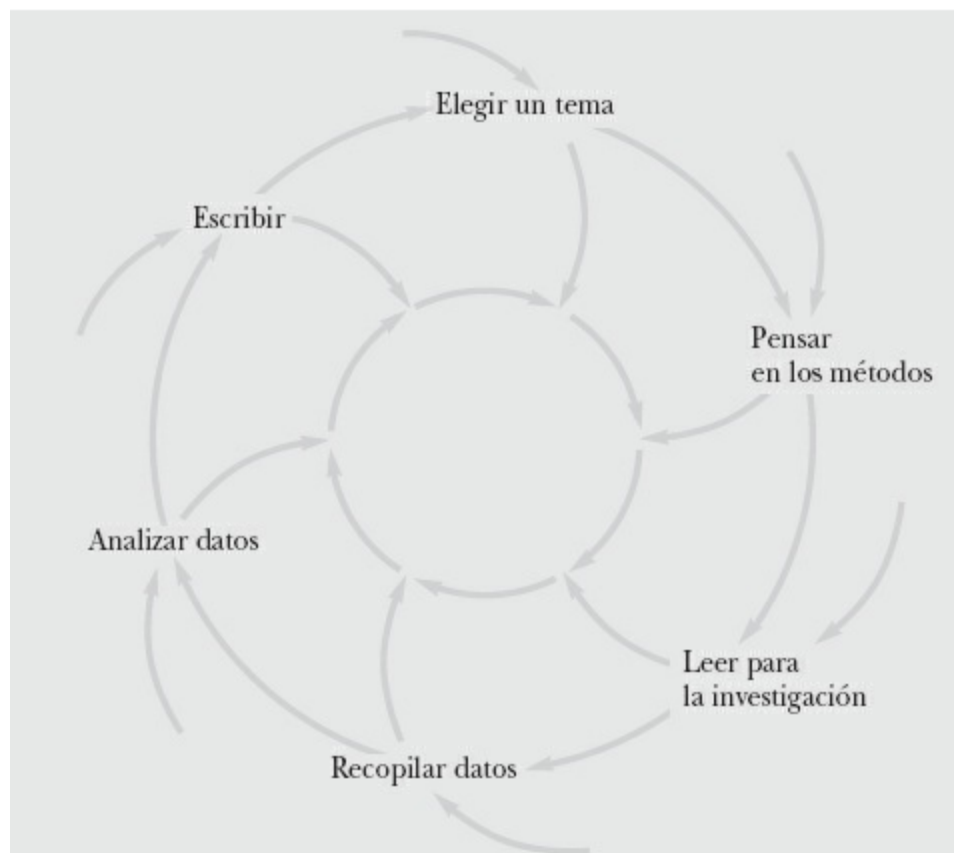 Elegir un tema
Escribir
Pensar
en los métodos
Analizar datos
Leer para
la investigación
Recopilar datos